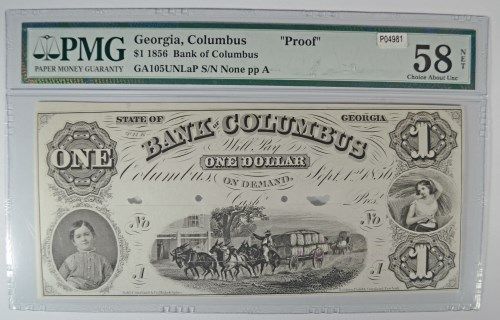 PMG
PAPER MONEY GUARANTY
Georgia, Columbus "Proof"
$1 1856 Bank of Columbus
GA105UNLaP S/N None pp A
P04981
58 NET
Choice About Unc
STATE OF GEORGIA.
THE
BANK OF COLUMBUS
ONE
Will Pay
1
ONE DOLLAR
ON DEMAND.
Columbus, Sept. 1st 1856
Cash.r Pres.t
No No
1 A A